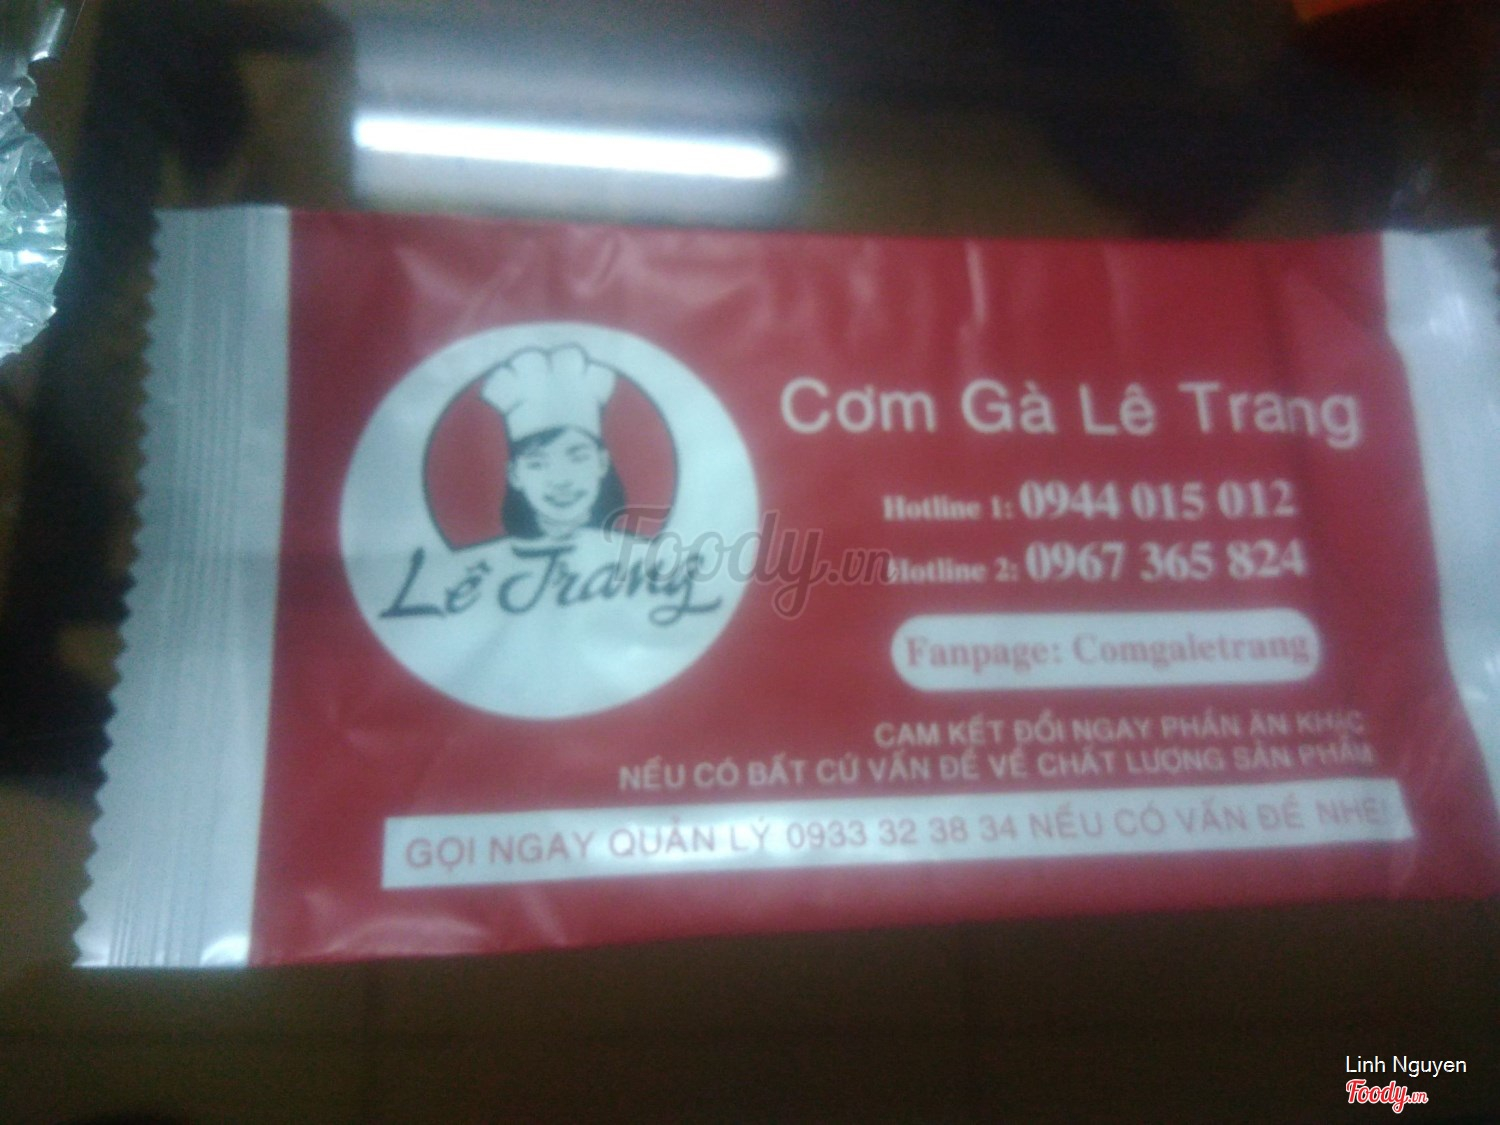 Cơm Gà Lê Trang
Hotline 1: 0944 015 012
Hotline 2: 0967 365 824
Lê Trang
Foody.vn
Fanpage: Comgaletrang
CAM KẾT ĐỔI NGAY PHẦN ĂN KHÁC
NẾU CÓ BẤT CỨ VẤN ĐỀ VỀ CHẤT LƯỢNG SẢN PHẨM
GỌI NGAY QUẢN LÝ 0933 32 38 34 NẾU CÓ VẤN ĐỀ NHÉ!
Linh Nguyen
Foody.vn